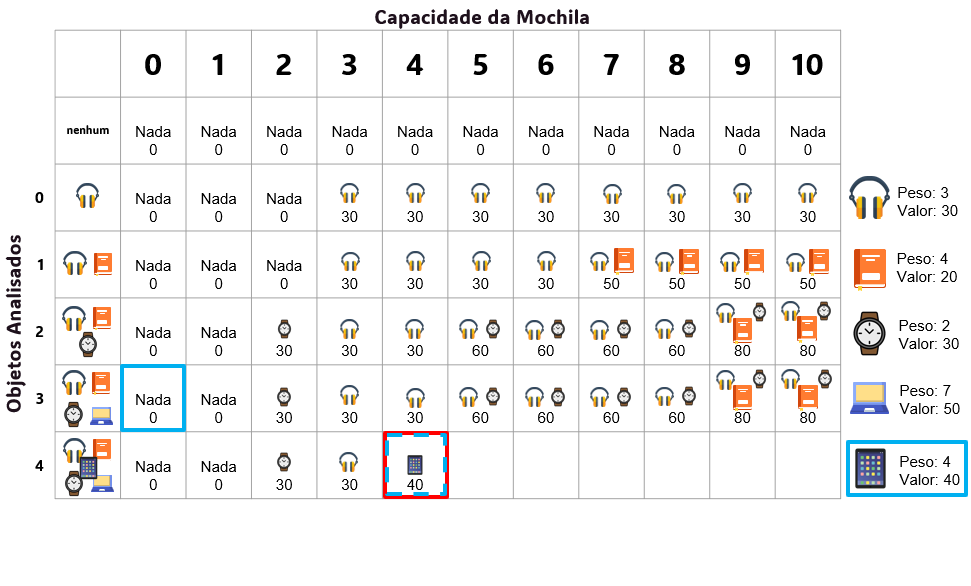 Capacidade da Mochila
0 1 2 3 4 5 6 7 8 9 10
nenhum Nada Nada Nada Nada Nada Nada Nada Nada Nada Nada Nada
0 0 0 0 0 0 0 0 0 0 0
Objetos Analisados
0 Nada Nada Nada
0 0 0 30 30 30 30 30 30 30 30
Peso: 3
Valor: 30
1 Nada Nada Nada
0 0 0 30 30 30 30 50 50 50 50
Peso: 4
Valor: 20
2 Nada Nada
0 0 30 30 30 60 60 60 60 80 80
Peso: 2
Valor: 30
3 Nada Nada
0 0 30 30 30 60 60 60 60 80 80
Peso: 7
Valor: 50
4 Nada Nada
0 0 30 30 40
Peso: 4
Valor: 40